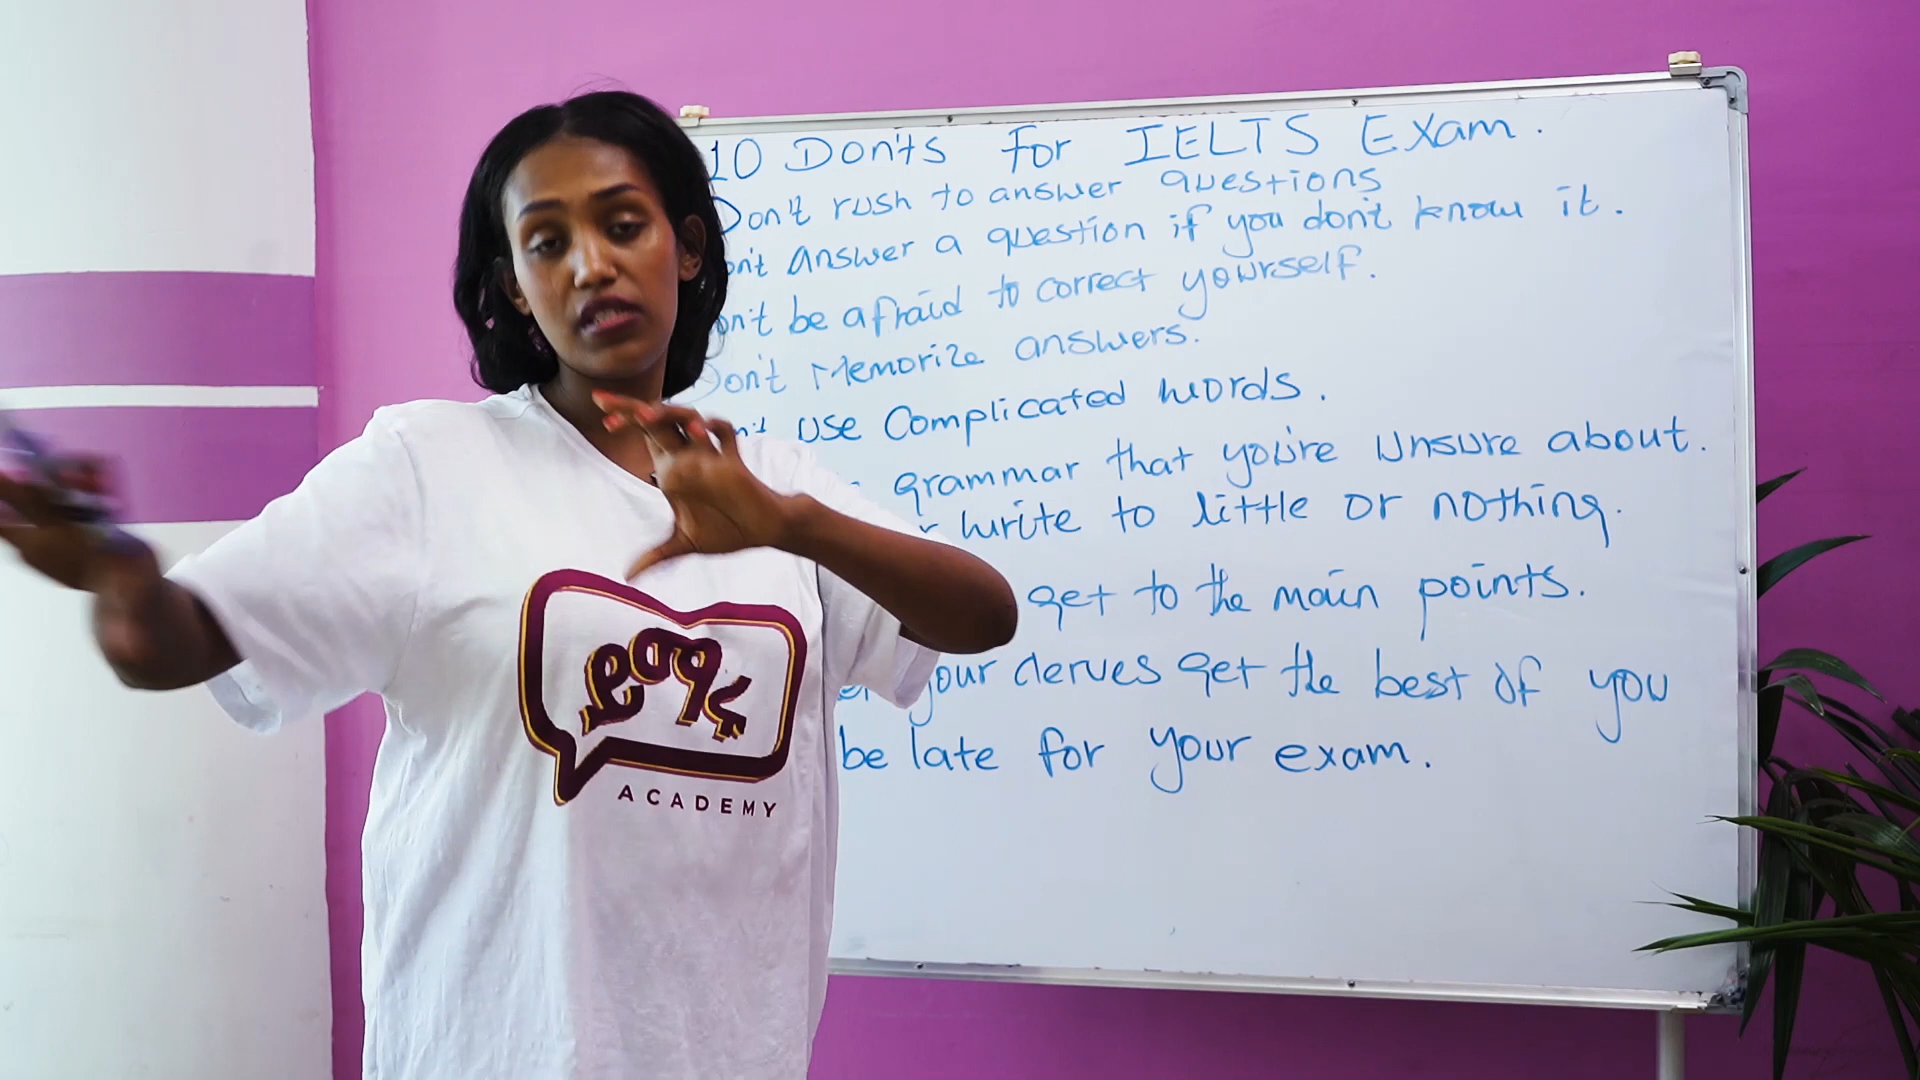 10 Don'ts For IELTS Exam.
Don't rush to answer questions
on't answer a question if you don't know it.
on't be afraid to correct yourself.
Don't Memorize answers.
n't use Complicated words.
grammar that you're unsure about.
write to little or nothing.
get to the main points.
your nerves get the best of you
be late for your exam.
ACADEMY